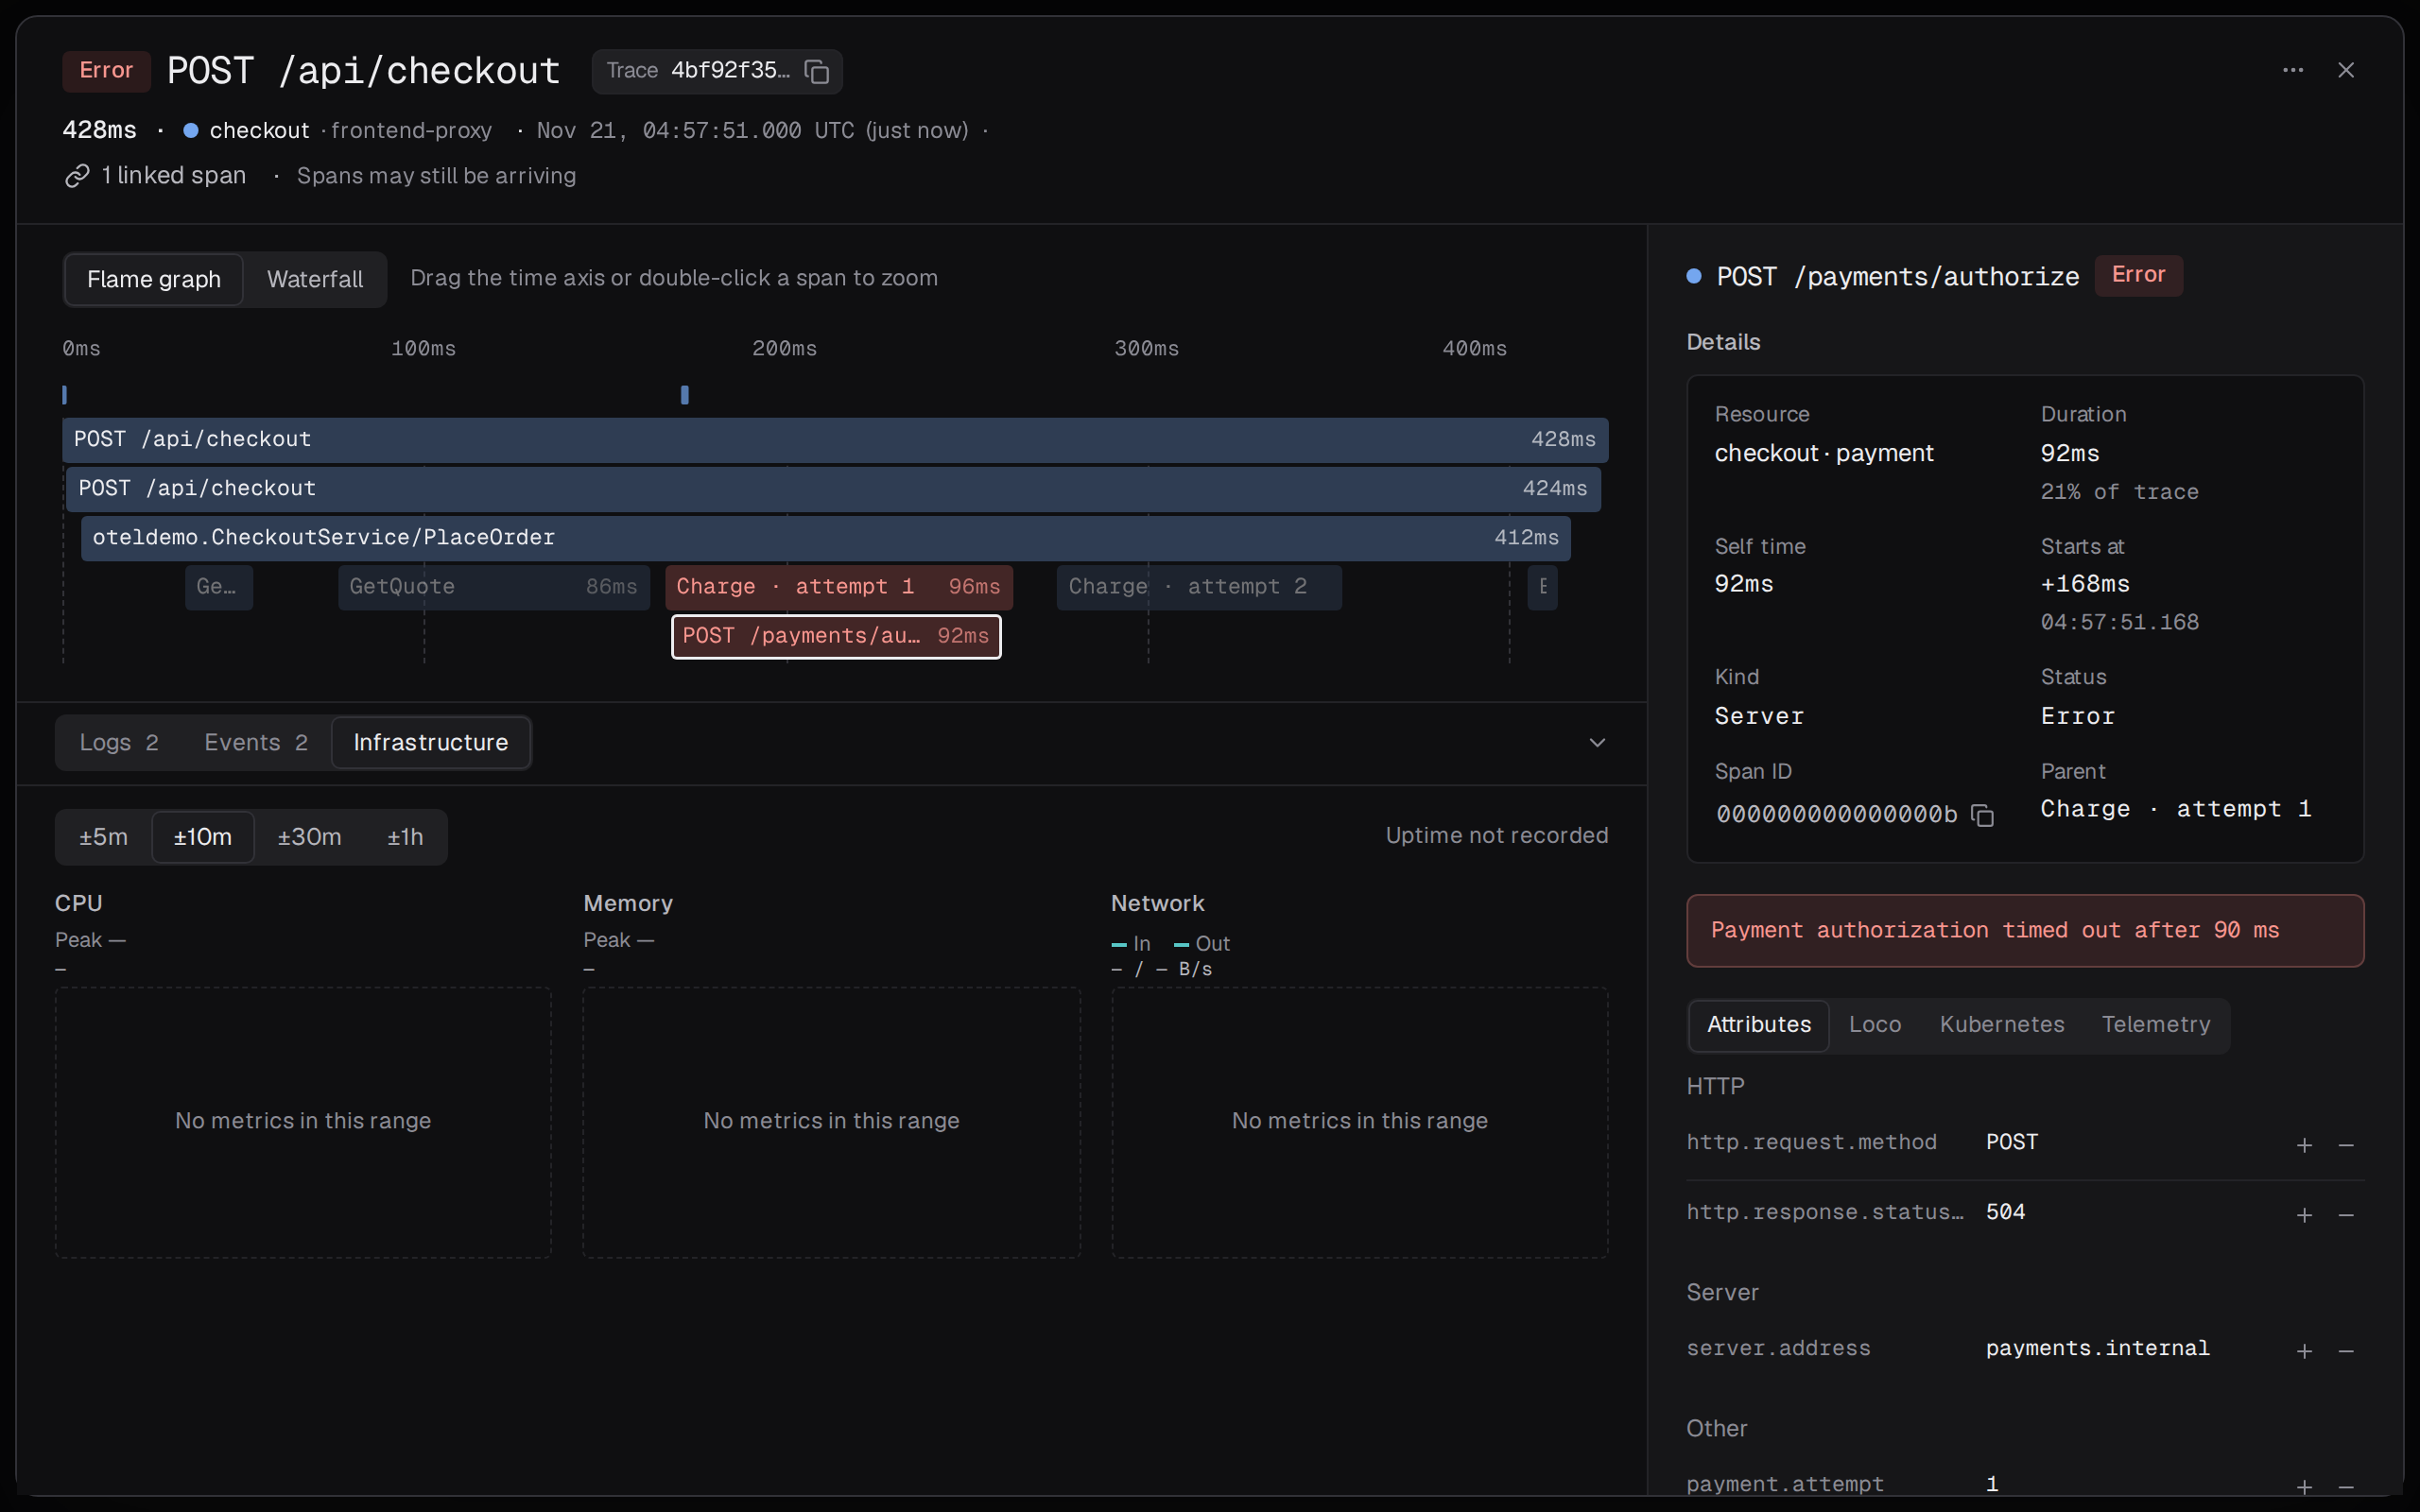 Error POST /api/checkout Trace 4bf92f35…
428ms · checkout · frontend-proxy · Nov 21, 04:57:51.000 UTC (just now) ·
1 linked span · Spans may still be arriving
Flame graph Waterfall Drag the time axis or double-click a span to zoom
0ms 100ms 200ms 300ms 400ms
POST /api/checkout 428ms
POST /api/checkout 424ms
oteldemo.CheckoutService/PlaceOrder 412ms
Ge… GetQuote 86ms Charge · attempt 1 96ms Charge · attempt 2
POST /payments/au… 92ms
Logs 2 Events 2 Infrastructure
±5m ±10m ±30m ±1h Uptime not recorded
CPU Memory Network
Peak — Peak — In Out
– – – / – B/s
No metrics in this range No metrics in this range No metrics in this range
POST /payments/authorize Error
Details
Resource Duration
checkout · payment 92ms
21% of trace
Self time Starts at
92ms +168ms
04:57:51.168
Kind Status
Server Error
Span ID Parent
000000000000000b Charge · attempt 1
Payment authorization timed out after 90 ms
Attributes Loco Kubernetes Telemetry
HTTP
http.request.method POST + −
http.response.status… 504 + −
Server
server.address payments.internal + −
Other
payment.attempt 1 + −